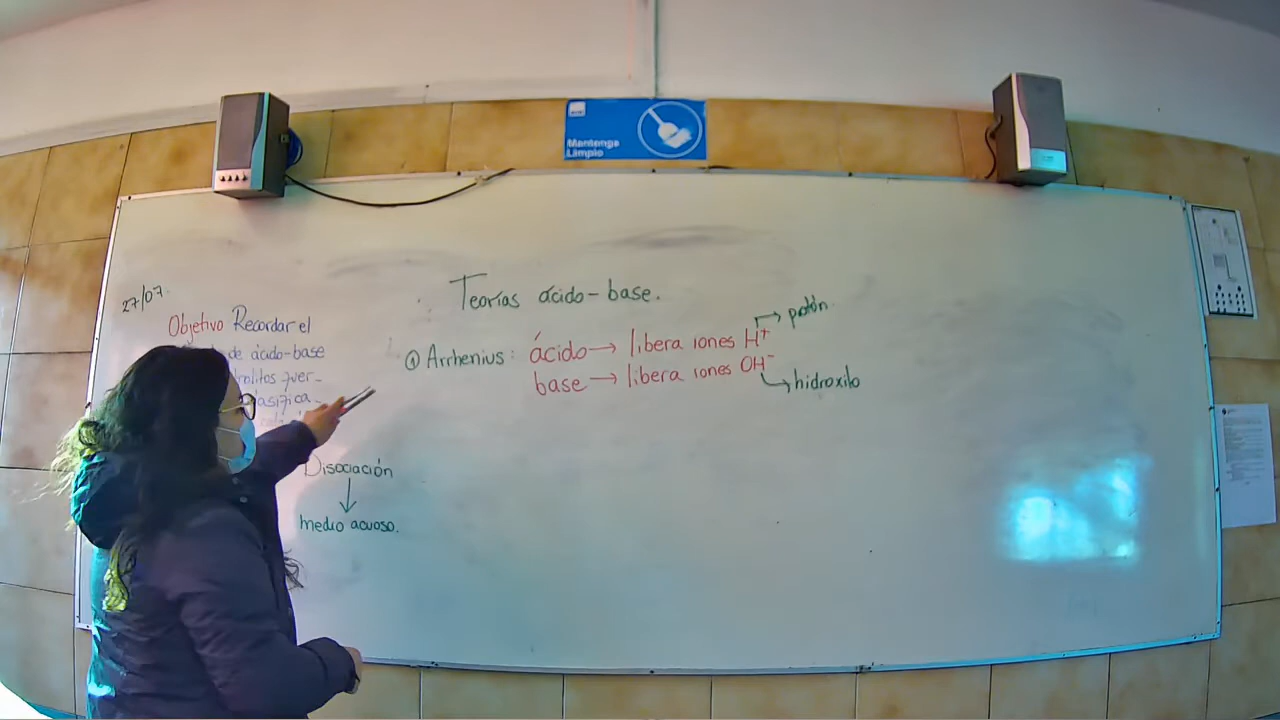 Mantenga
Limpio
27/07
Teorías ácido-base.
Objetivo Recordar el
de ácido-base
① Arrhenius: ácido → libera iones H⁺ → protón
base → libera iones OH⁻ → hidroxilo
Disociación
↓
medio acuoso.